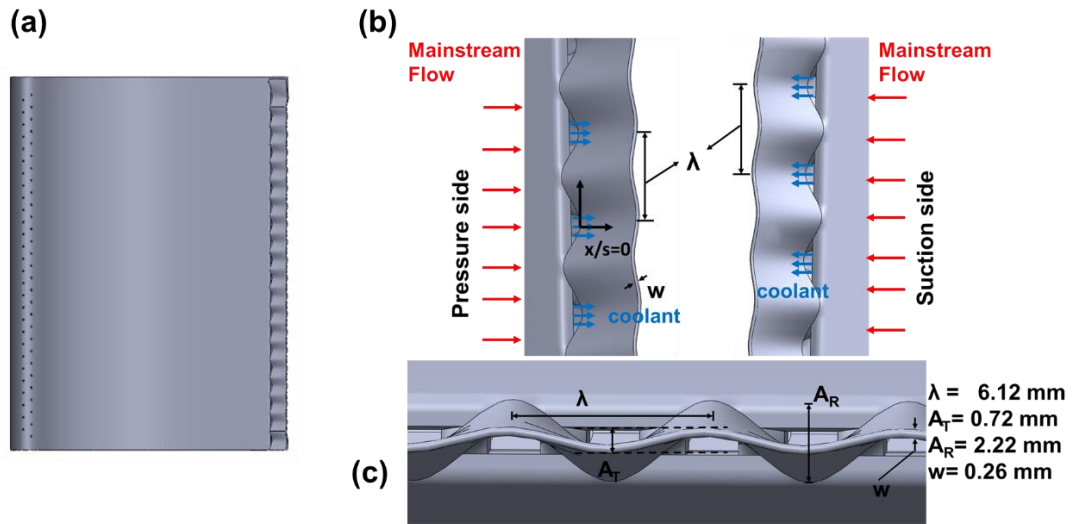 (a)
(b)
Mainstream
Flow
Pressure side
λ
x/s=0
w
coolant
Mainstream
Flow
Suction side
coolant
(c)
λ
A_T
A_R
w
λ = 6.12 mm
A_T= 0.72 mm
A_R= 2.22 mm
w= 0.26 mm